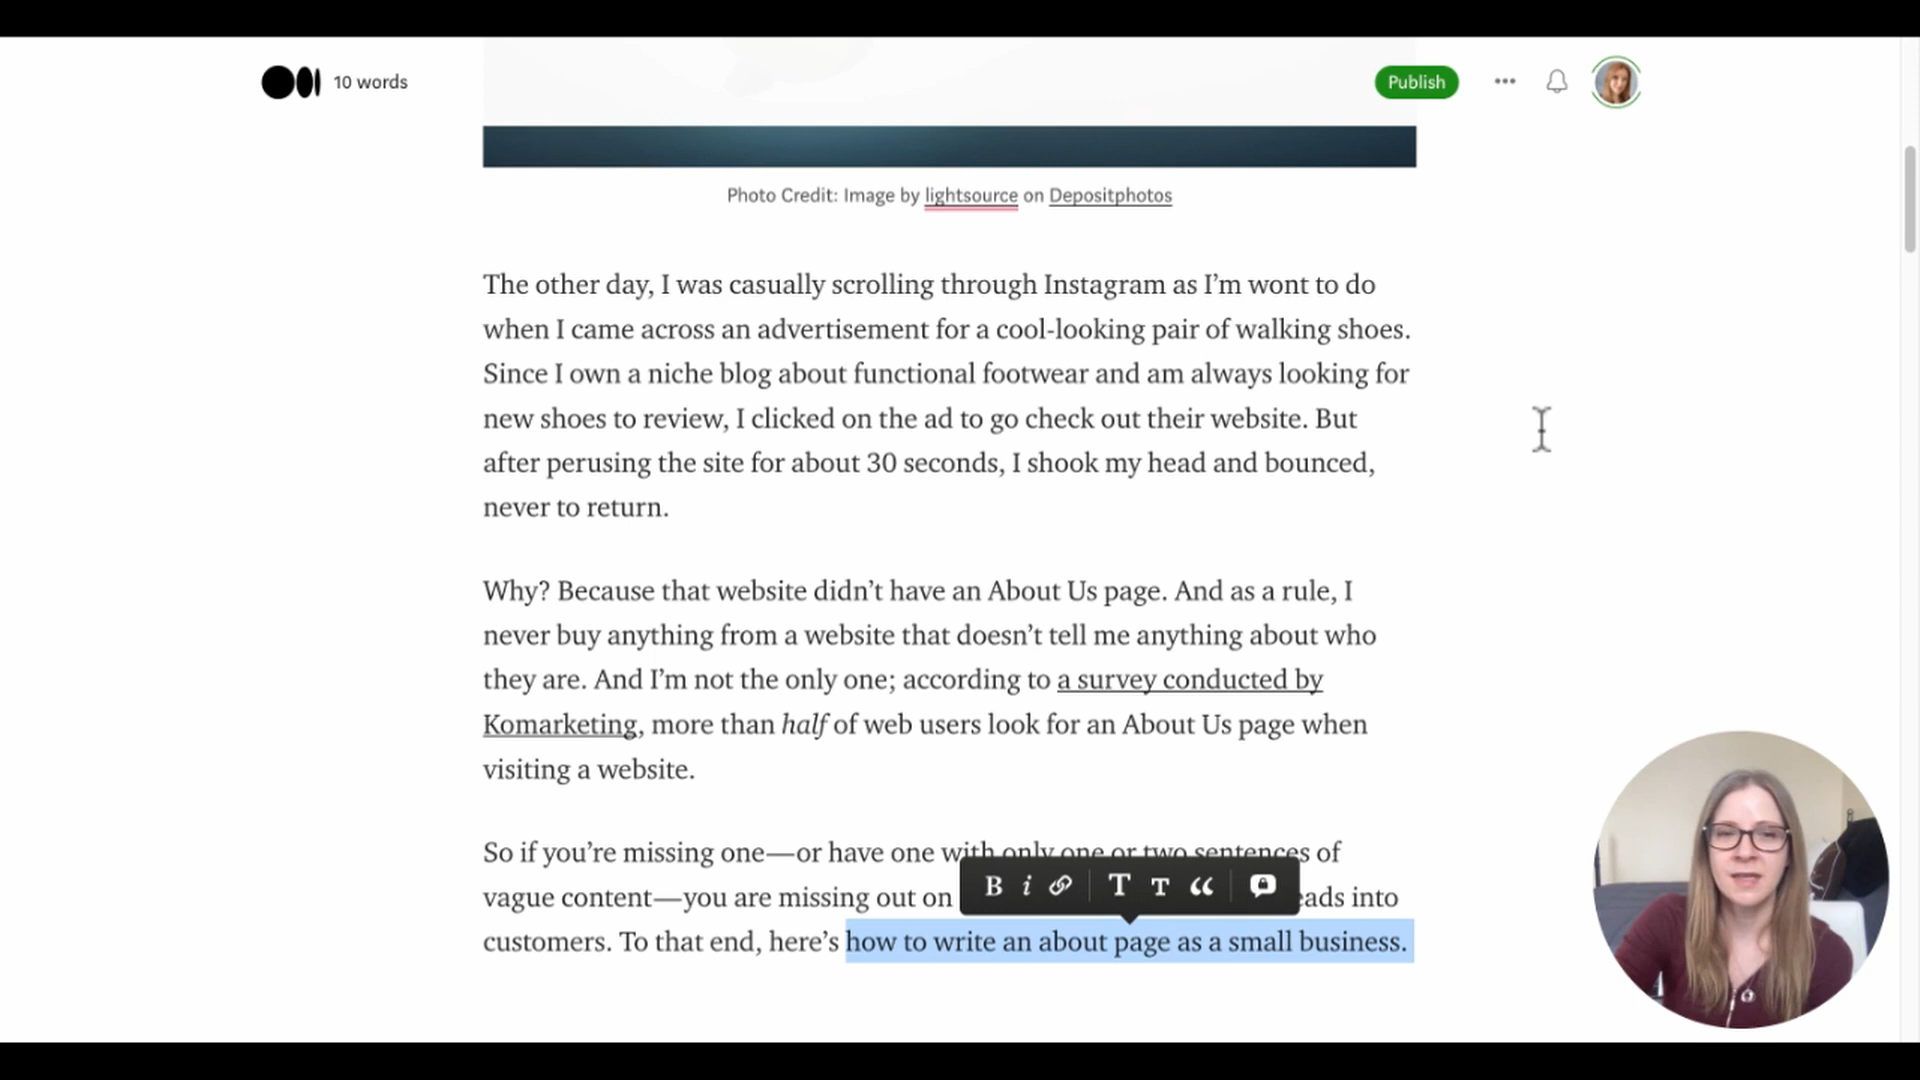 10 words
Publish
Photo Credit: Image by lightsource on Depositphotos
The other day, I was casually scrolling through Instagram as I’m wont to do
when I came across an advertisement for a cool-looking pair of walking shoes.
Since I own a niche blog about functional footwear and am always looking for
new shoes to review, I clicked on the ad to go check out their website. But
after perusing the site for about 30 seconds, I shook my head and bounced,
never to return.
Why? Because that website didn’t have an About Us page. And as a rule, I
never buy anything from a website that doesn’t tell me anything about who
they are. And I’m not the only one; according to a survey conducted by
Komarketing, more than half of web users look for an About Us page when
visiting a website.
So if you’re missing one—or have one with only one or two sentences of
B i T T
vague content—you are missing out on eads into
customers. To that end, here’s how to write an about page as a small business.